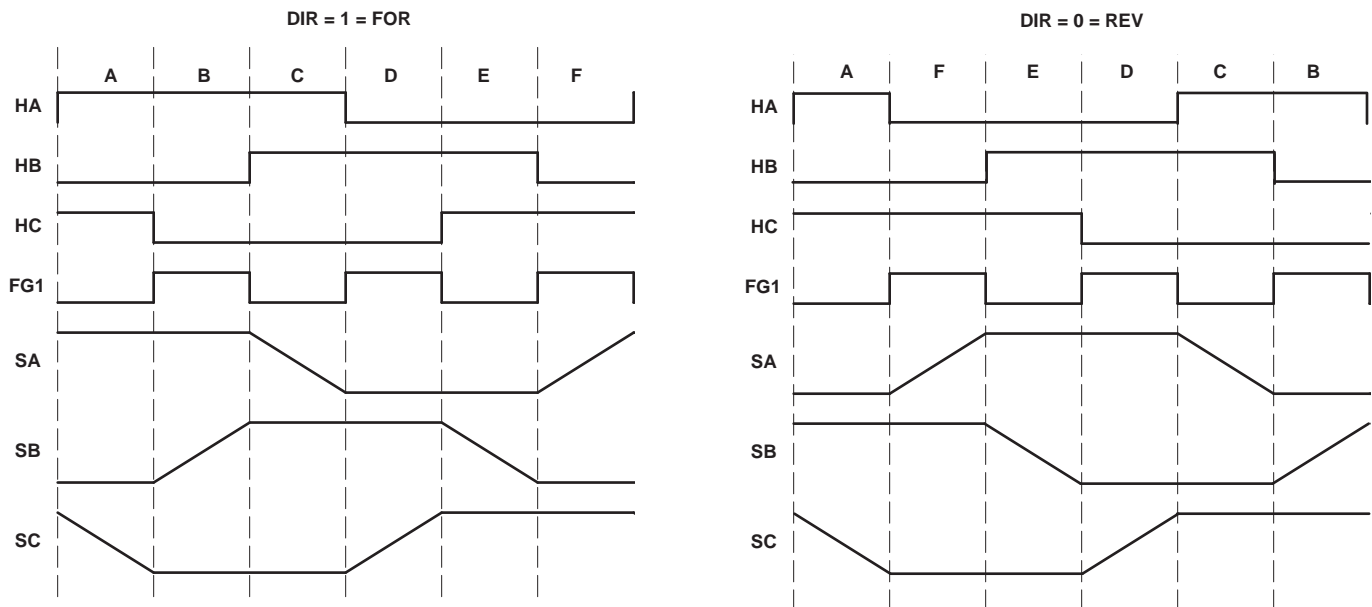 DIR = 1 = FOR
A B C D E F
HA
HB
HC
FG1
SA
SB
SC
DIR = 0 = REV
A F E D C B
HA
HB
HC
FG1
SA
SB
SC